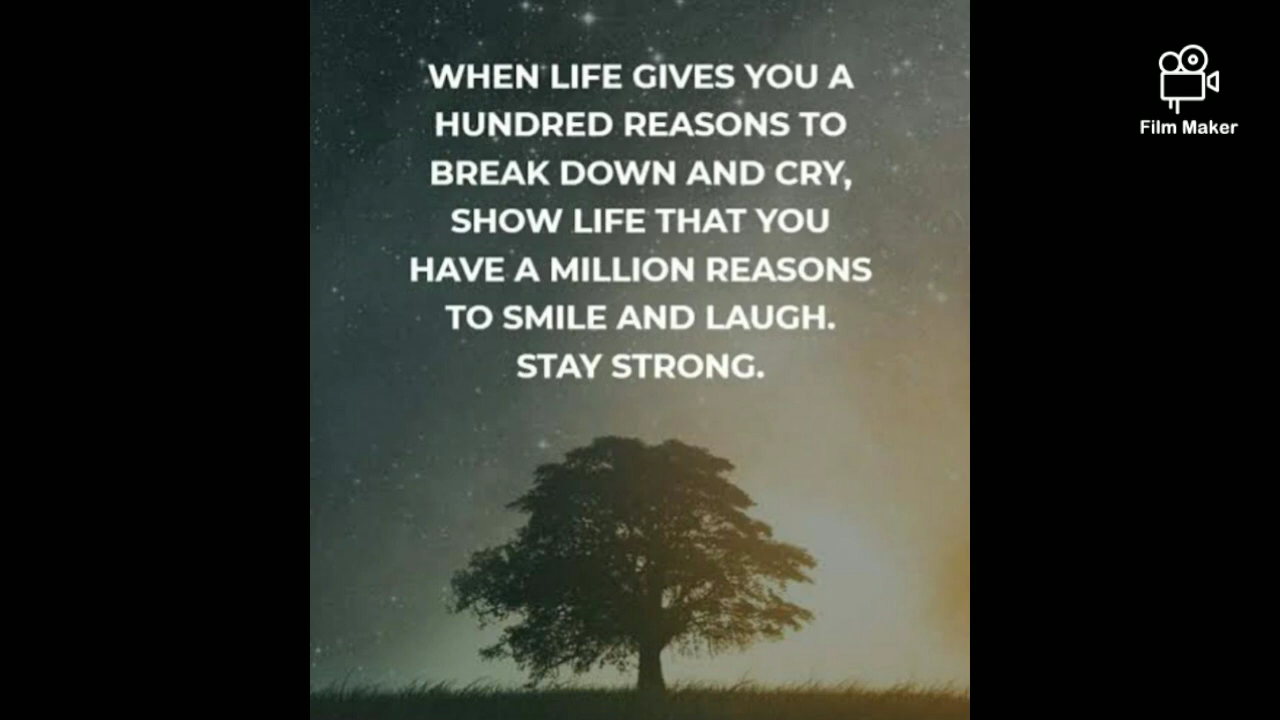 WHEN LIFE GIVES YOU A
HUNDRED REASONS TO
BREAK DOWN AND CRY,
SHOW LIFE THAT YOU
HAVE A MILLION REASONS
TO SMILE AND LAUGH.
STAY STRONG.
Film Maker